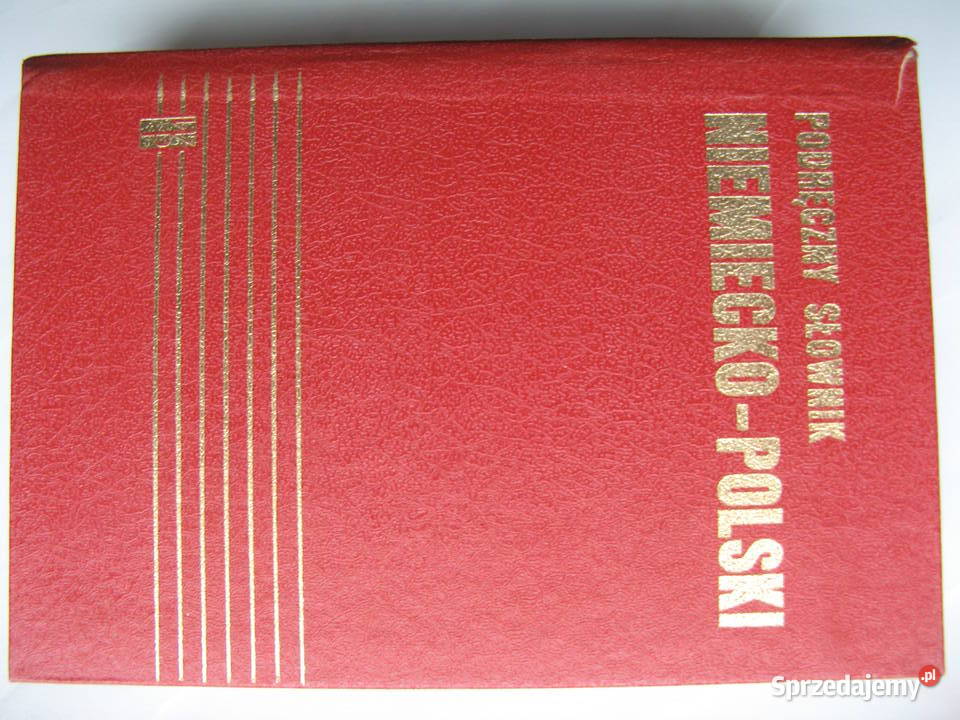 PODRĘCZNY SŁOWNIK
NIEMIECKO-POLSKI
Sprzedajemy.pl